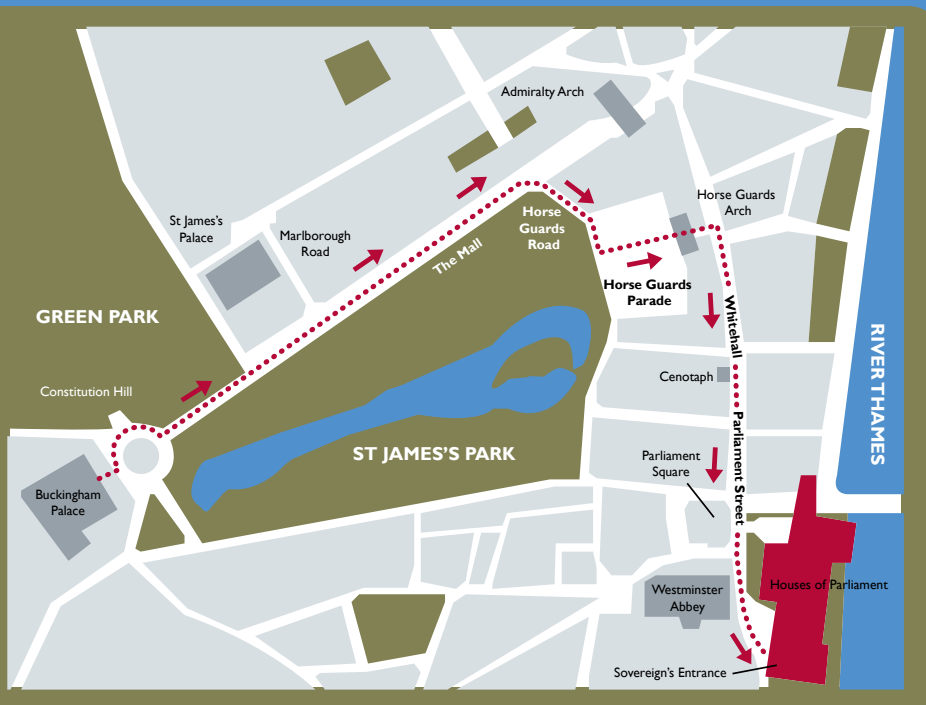 Admiralty Arch
Horse Guards
Arch
St James's
Palace
Marlborough
Road
Horse
Guards
Road
The Mall
Horse Guards
Parade
GREEN PARK
Whitehall
RIVER THAMES
Constitution Hill
Cenotaph
ST JAMES'S PARK
Parliament Street
Parliament
Square
Buckingham
Palace
Westminster
Abbey
Houses of Parliament
Sovereign's Entrance